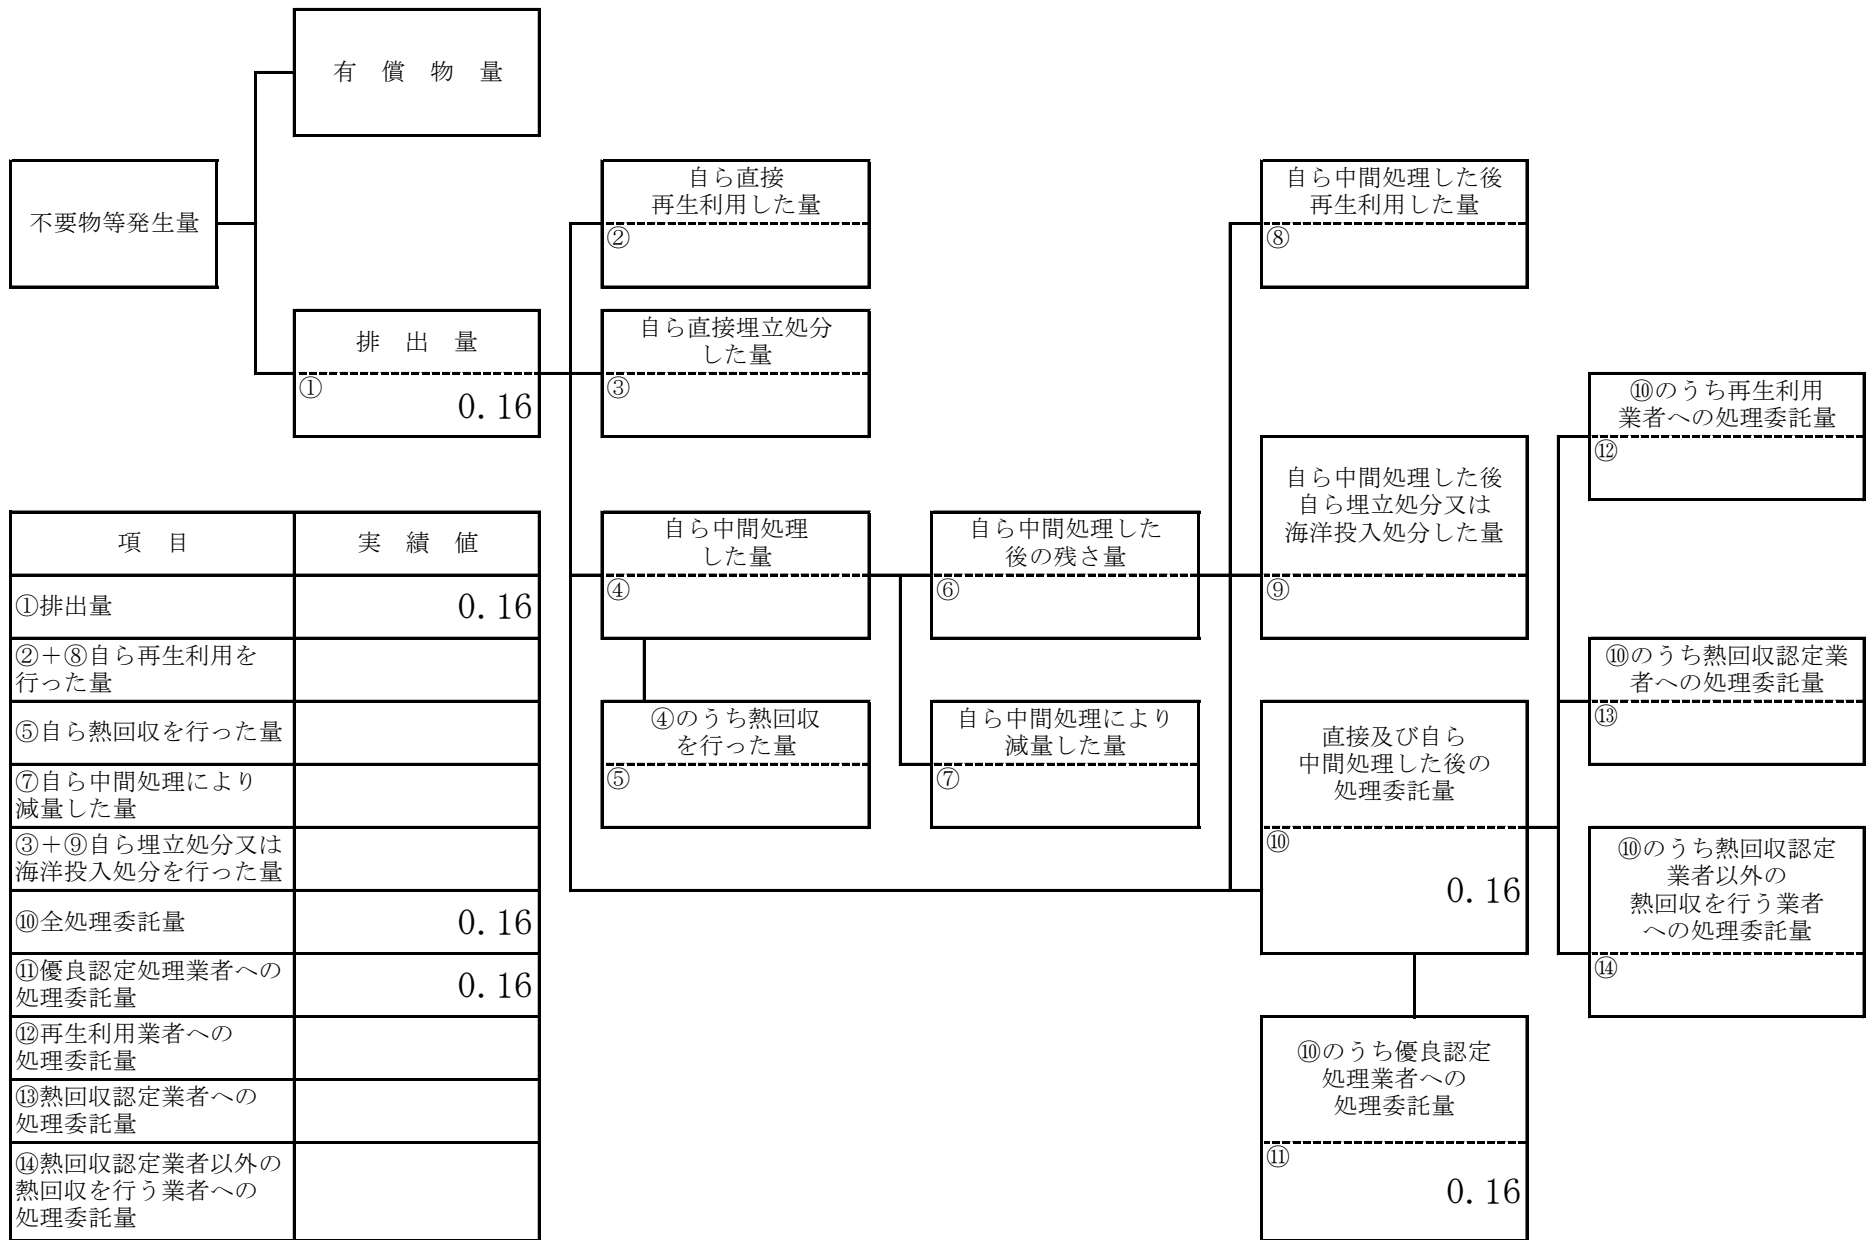 有　償　物　量
不要物等発生量
排　出　量
①
0.16
自ら直接
再生利用した量
②
自ら直接埋立処分
した量
③
自ら中間処理
した量
④
④のうち熱回収
を行った量
⑤
自ら中間処理した
後の残さ量
⑥
自ら中間処理により
減量した量
⑦
自ら中間処理した後
再生利用した量
⑧
自ら中間処理した後
自ら埋立処分又は
海洋投入処分した量
⑨
直接及び自ら
中間処理した後の
処理委託量
⑩
0.16
⑩のうち優良認定
処理業者への
処理委託量
⑪
0.16
⑩のうち再生利用
業者への処理委託量
⑫
⑩のうち熱回収認定業
者への処理委託量
⑬
⑩のうち熱回収認定
業者以外の
熱回収を行う業者
への処理委託量
⑭
項　目　実　績　値
①排出量　0.16
②＋⑧自ら再生利用を
行った量
⑤自ら熱回収を行った量
⑦自ら中間処理により
減量した量
③＋⑨自ら埋立処分又は
海洋投入処分を行った量
⑩全処理委託量　0.16
⑪優良認定処理業者への
処理委託量　0.16
⑫再生利用業者への
処理委託量
⑬熱回収認定業者への
処理委託量
⑭熱回収認定業者以外の
熱回収を行う業者への
処理委託量